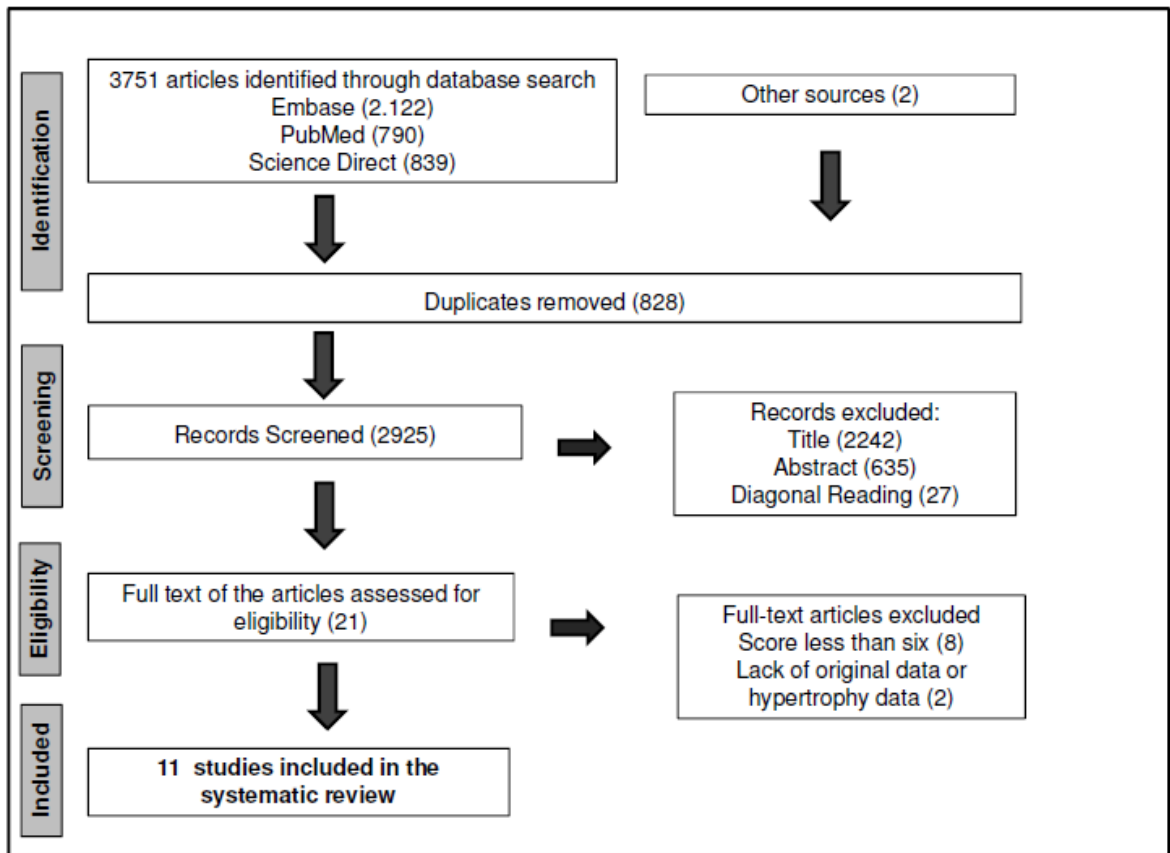 Identification
3751 articles identified through database search
Embase (2.122)
PubMed (790)
Science Direct (839)
Other sources (2)
Duplicates removed (828)
Screening
Records Screened (2925)
Records excluded:
Title (2242)
Abstract (635)
Diagonal Reading (27)
Eligibility
Full text of the articles assessed for
eligibility (21)
Full-text articles excluded
Score less than six (8)
Lack of original data or
hypertrophy data (2)
Included
11 studies included in the
systematic review